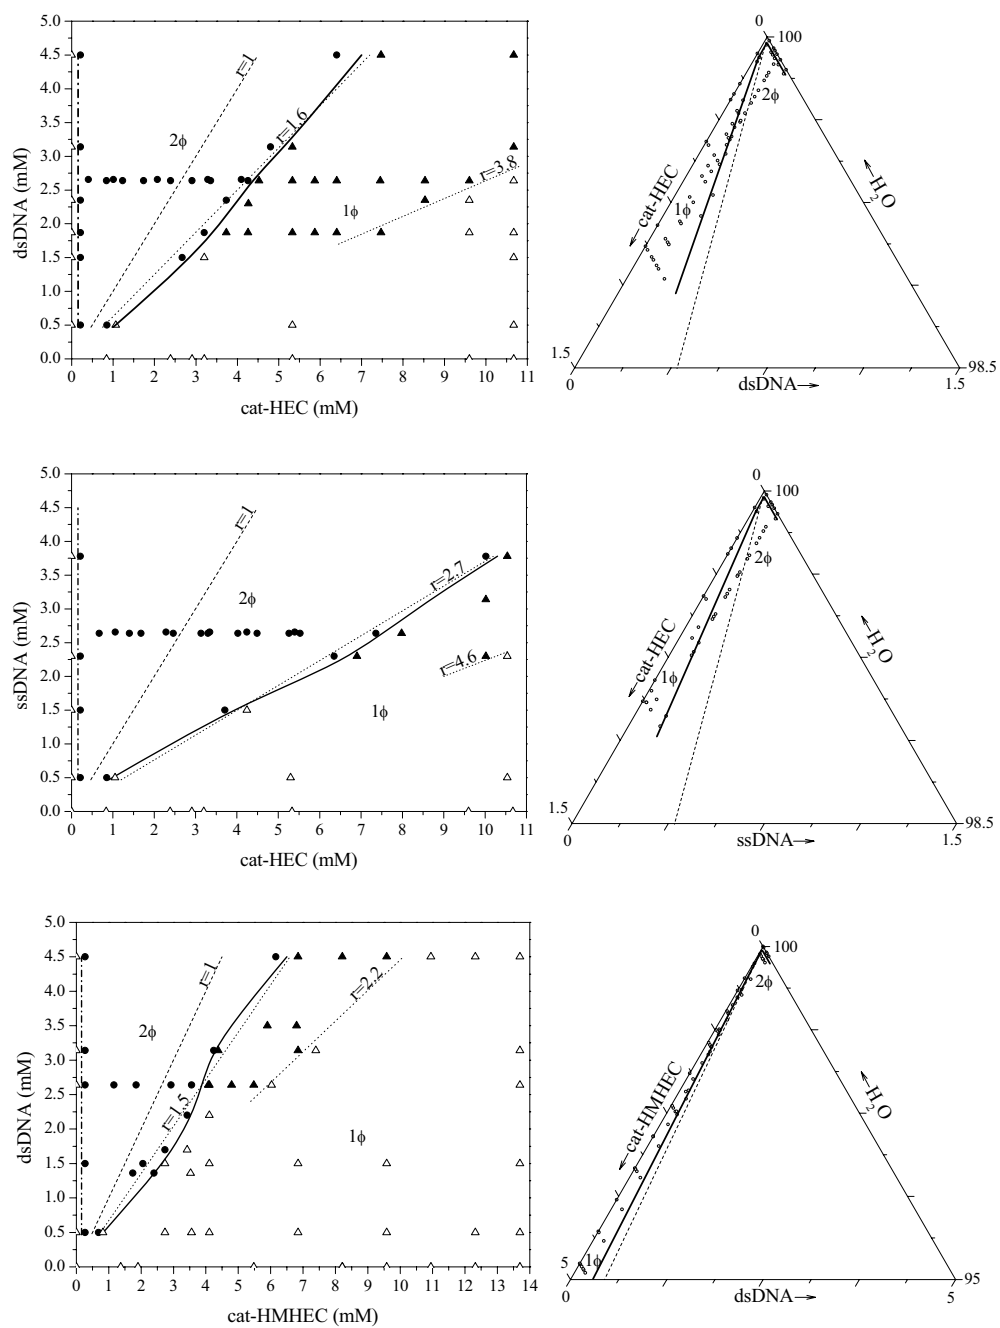 5.0
4.5
4.0
3.5
3.0
2.5
2.0
1.5
1.0
0.5
0.0
dsDNA (mM)
r=1
2ϕ
r=1.6
r=3.8
1ϕ
0 1 2 3 4 5 6 7 8 9 10 11
cat-HEC (mM)
0
100
2ϕ
←cat-HEC
1ϕ
←H₂O
1.5
0
98.5
1.5
dsDNA→
5.0
4.5
4.0
3.5
3.0
2.5
2.0
1.5
1.0
0.5
0.0
ssDNA (mM)
r=1
2ϕ
r=2.7
r=4.6
1ϕ
0 1 2 3 4 5 6 7 8 9 10 11
cat-HEC (mM)
0
100
2ϕ
←cat-HEC
1ϕ
←H₂O
1.5
0
98.5
1.5
ssDNA→
5.0
4.5
4.0
3.5
3.0
2.5
2.0
1.5
1.0
0.5
0.0
dsDNA (mM)
r=1
2ϕ
r=2.2
r=1.5
1ϕ
0 1 2 3 4 5 6 7 8 9 10 11 12 13 14
cat-HMHEC (mM)
0
100
2ϕ
←cat-HMHEC
←H₂O
1ϕ
5
0
95
5
dsDNA→